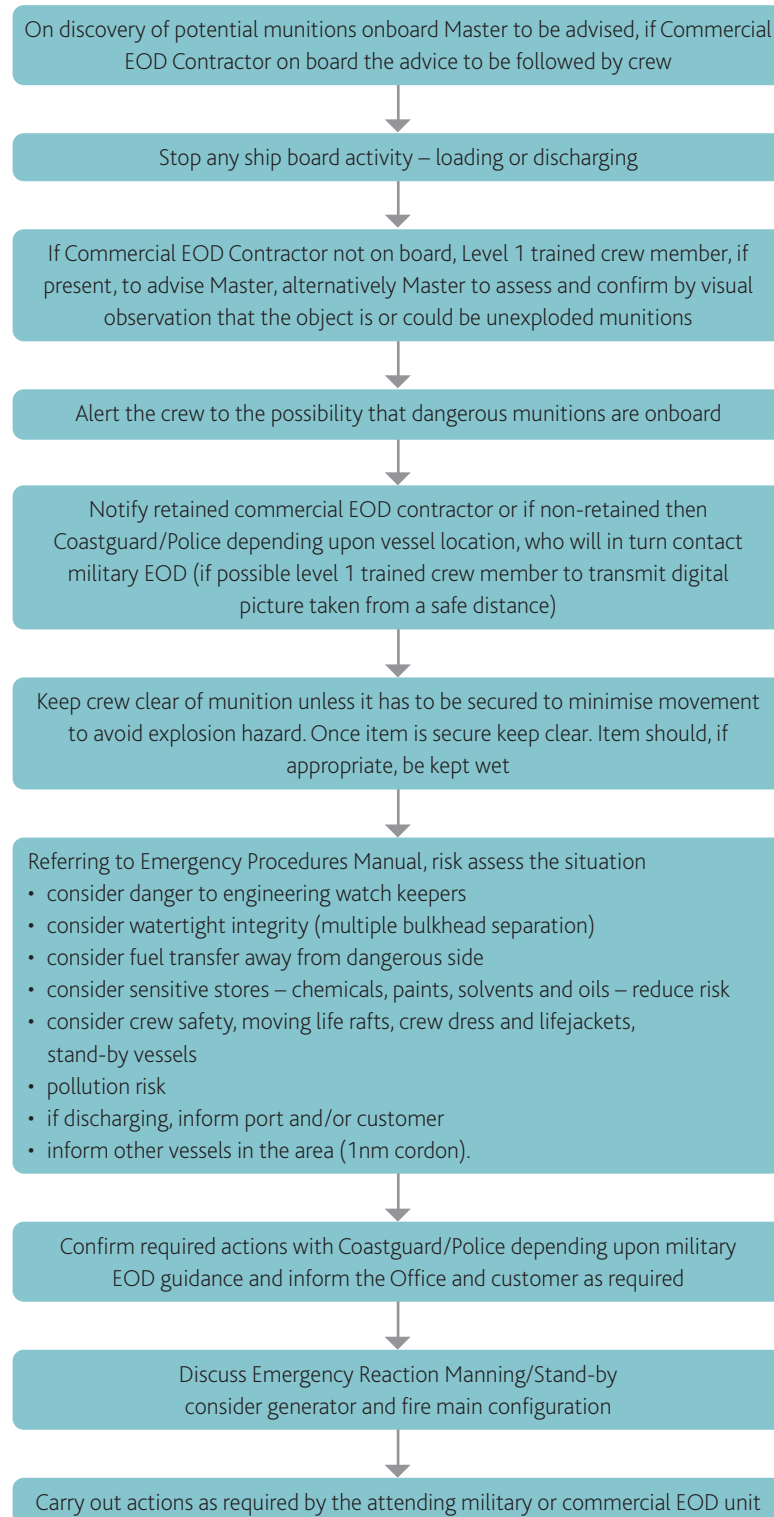 On discovery of potential munitions onboard Master to be advised, if Commercial
EOD Contractor on board the advice to be followed by crew
Stop any ship board activity – loading or discharging
If Commercial EOD Contractor not on board, Level 1 trained crew member, if
present, to advise Master, alternatively Master to assess and confirm by visual
observation that the object is or could be unexploded munitions
Alert the crew to the possibility that dangerous munitions are onboard
Notify retained commercial EOD contractor or if non-retained then
Coastguard/Police depending upon vessel location, who will in turn contact
military EOD (if possible level 1 trained crew member to transmit digital
picture taken from a safe distance)
Keep crew clear of munition unless it has to be secured to minimise movement
to avoid explosion hazard. Once item is secure keep clear. Item should, if
appropriate, be kept wet
Referring to Emergency Procedures Manual, risk assess the situation
• consider danger to engineering watch keepers
• consider watertight integrity (multiple bulkhead separation)
• consider fuel transfer away from dangerous side
• consider sensitive stores – chemicals, paints, solvents and oils – reduce risk
• consider crew safety, moving life rafts, crew dress and lifejackets,
stand-by vessels
• pollution risk
• if discharging, inform port and/or customer
• inform other vessels in the area (1nm cordon).
Confirm required actions with Coastguard/Police depending upon military
EOD guidance and inform the Office and customer as required
Discuss Emergency Reaction Manning/Stand-by
consider generator and fire main configuration
Carry out actions as required by the attending military or commercial EOD unit